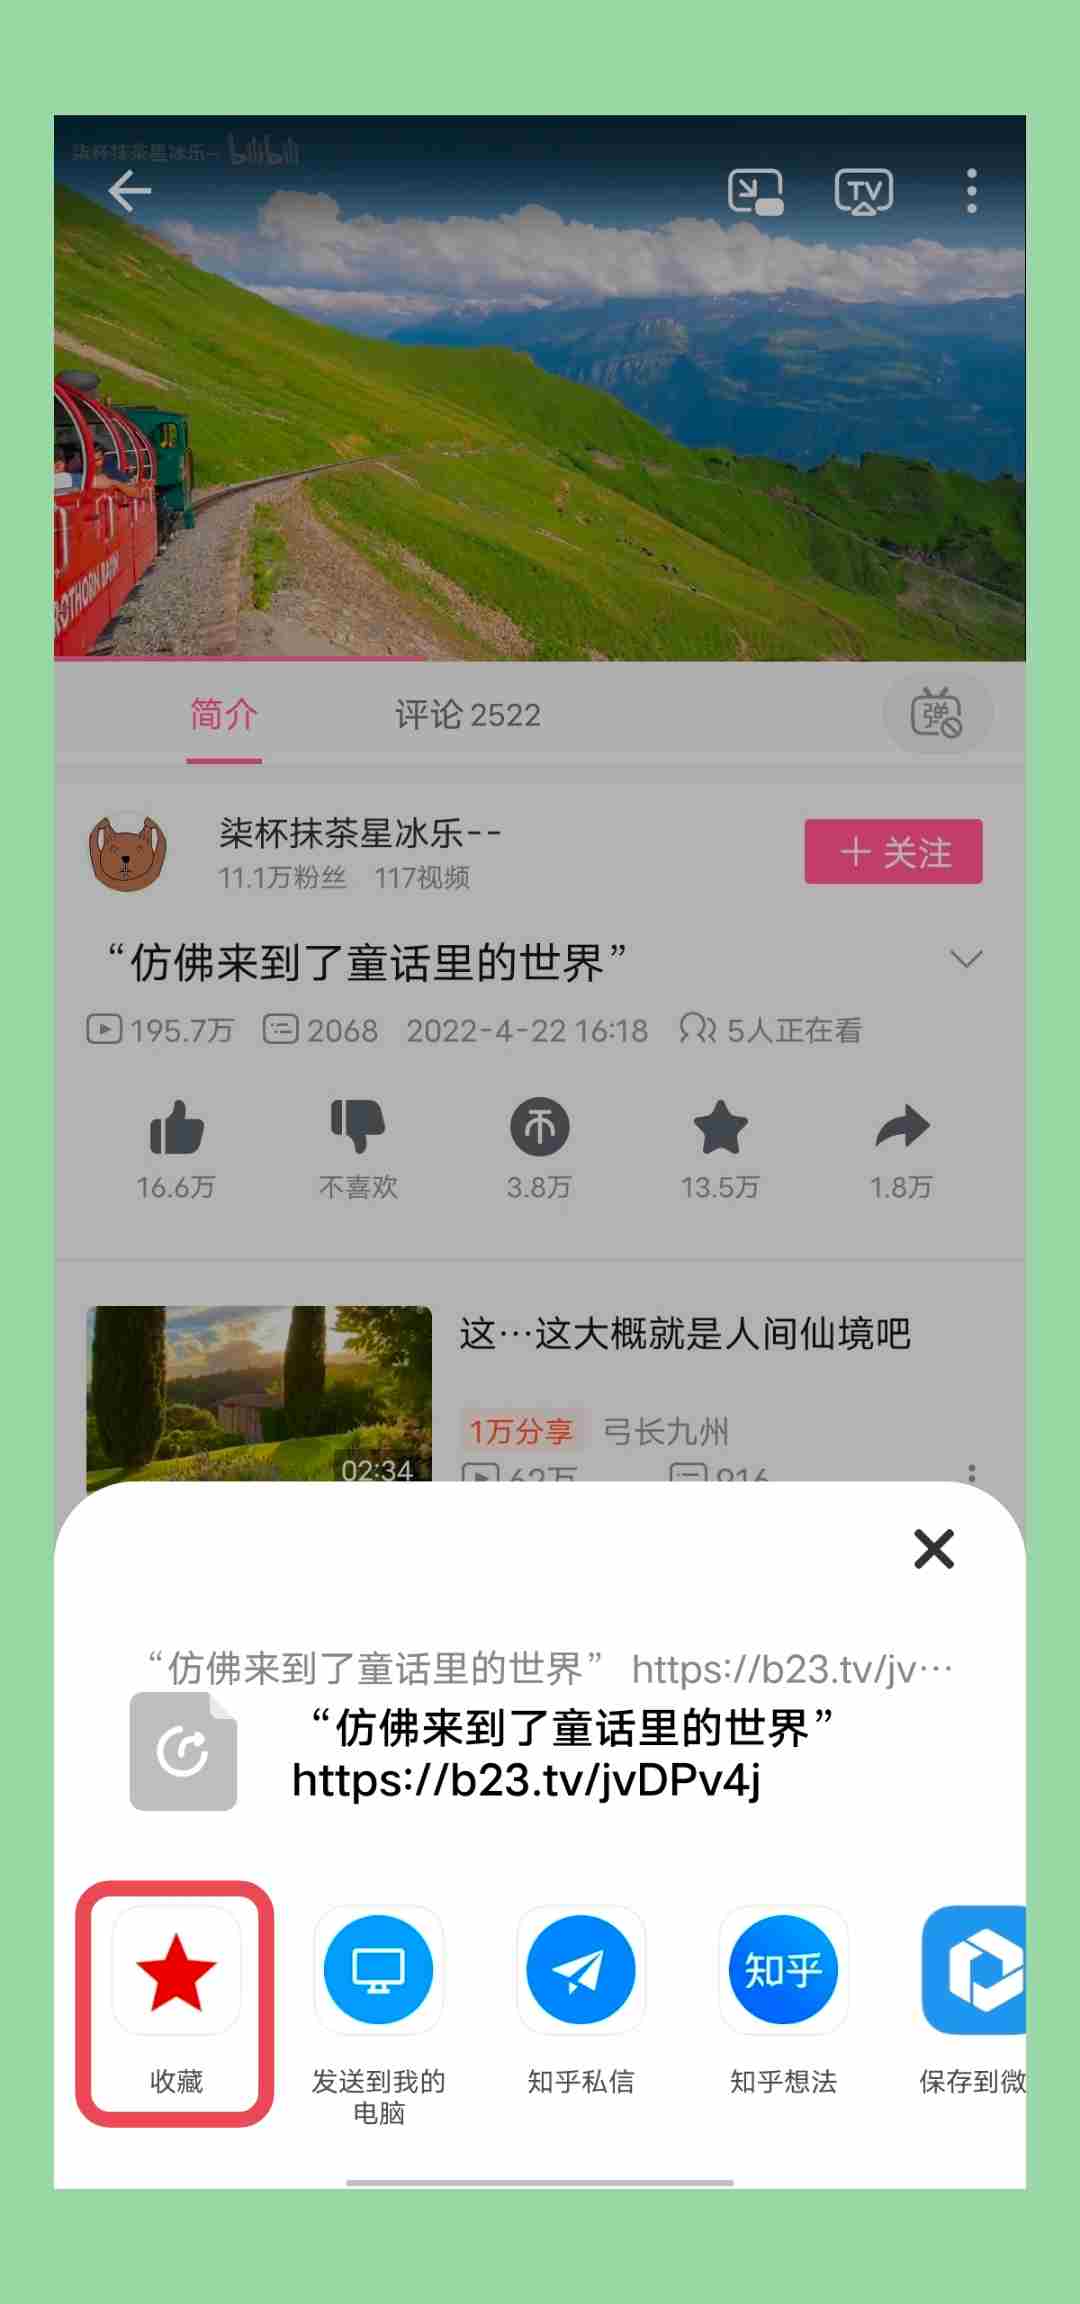 柒杯抹茶星冰乐-- bilibili
TV
ROTHORN BAHN
简介
评论 2522
弹
柒杯抹茶星冰乐--
11.1万粉丝 117视频
+ 关注
“仿佛来到了童话里的世界”
195.7万 2068 2022-4-22 16:18 5人正在看
16.6万 不喜欢 3.8万 13.5万 1.8万
这…这大概就是人间仙境吧
1万分享 弓长九州
02:34 62万 916
“仿佛来到了童话里的世界” https://b23.tv/jv…
“仿佛来到了童话里的世界”
https://b23.tv/jvDPv4j
知乎
收藏
发送到我的
电脑
知乎私信
知乎想法
保存到微